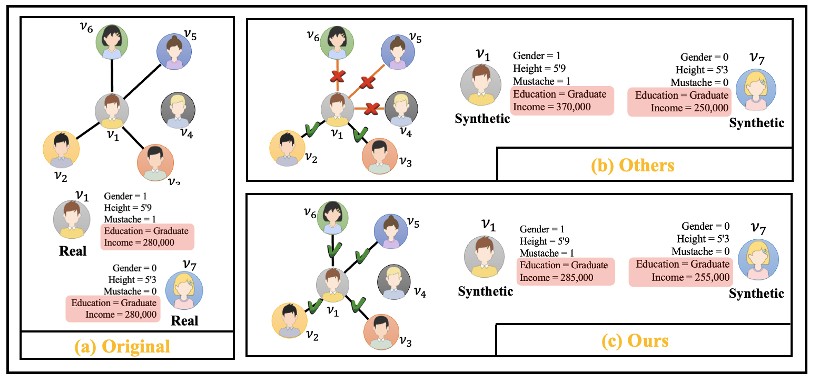 v6
v5
v1
v4
v2
v1
Gender = 1
Height = 5'9
Mustache = 1
Education = Graduate
Income = 280,000
Real
Gender = 0
Height = 5'3
Mustache = 0
Education = Graduate
Income = 280,000
v7
Real
(a) Original
v6
v5
v1
v4
v2
v3
v1
Synthetic
Gender = 1
Height = 5'9
Mustache = 1
Education = Graduate
Income = 370,000
Gender = 0
Height = 5'3
Mustache = 0
Education = Graduate
Income = 250,000
v7
Synthetic
(b) Others
v6
v5
v4
v1
v2
v3
v1
Synthetic
Gender = 1
Height = 5'9
Mustache = 1
Education = Graduate
Income = 285,000
Gender = 0
Height = 5'3
Mustache = 0
Education = Graduate
Income = 255,000
v7
Synthetic
(c) Ours